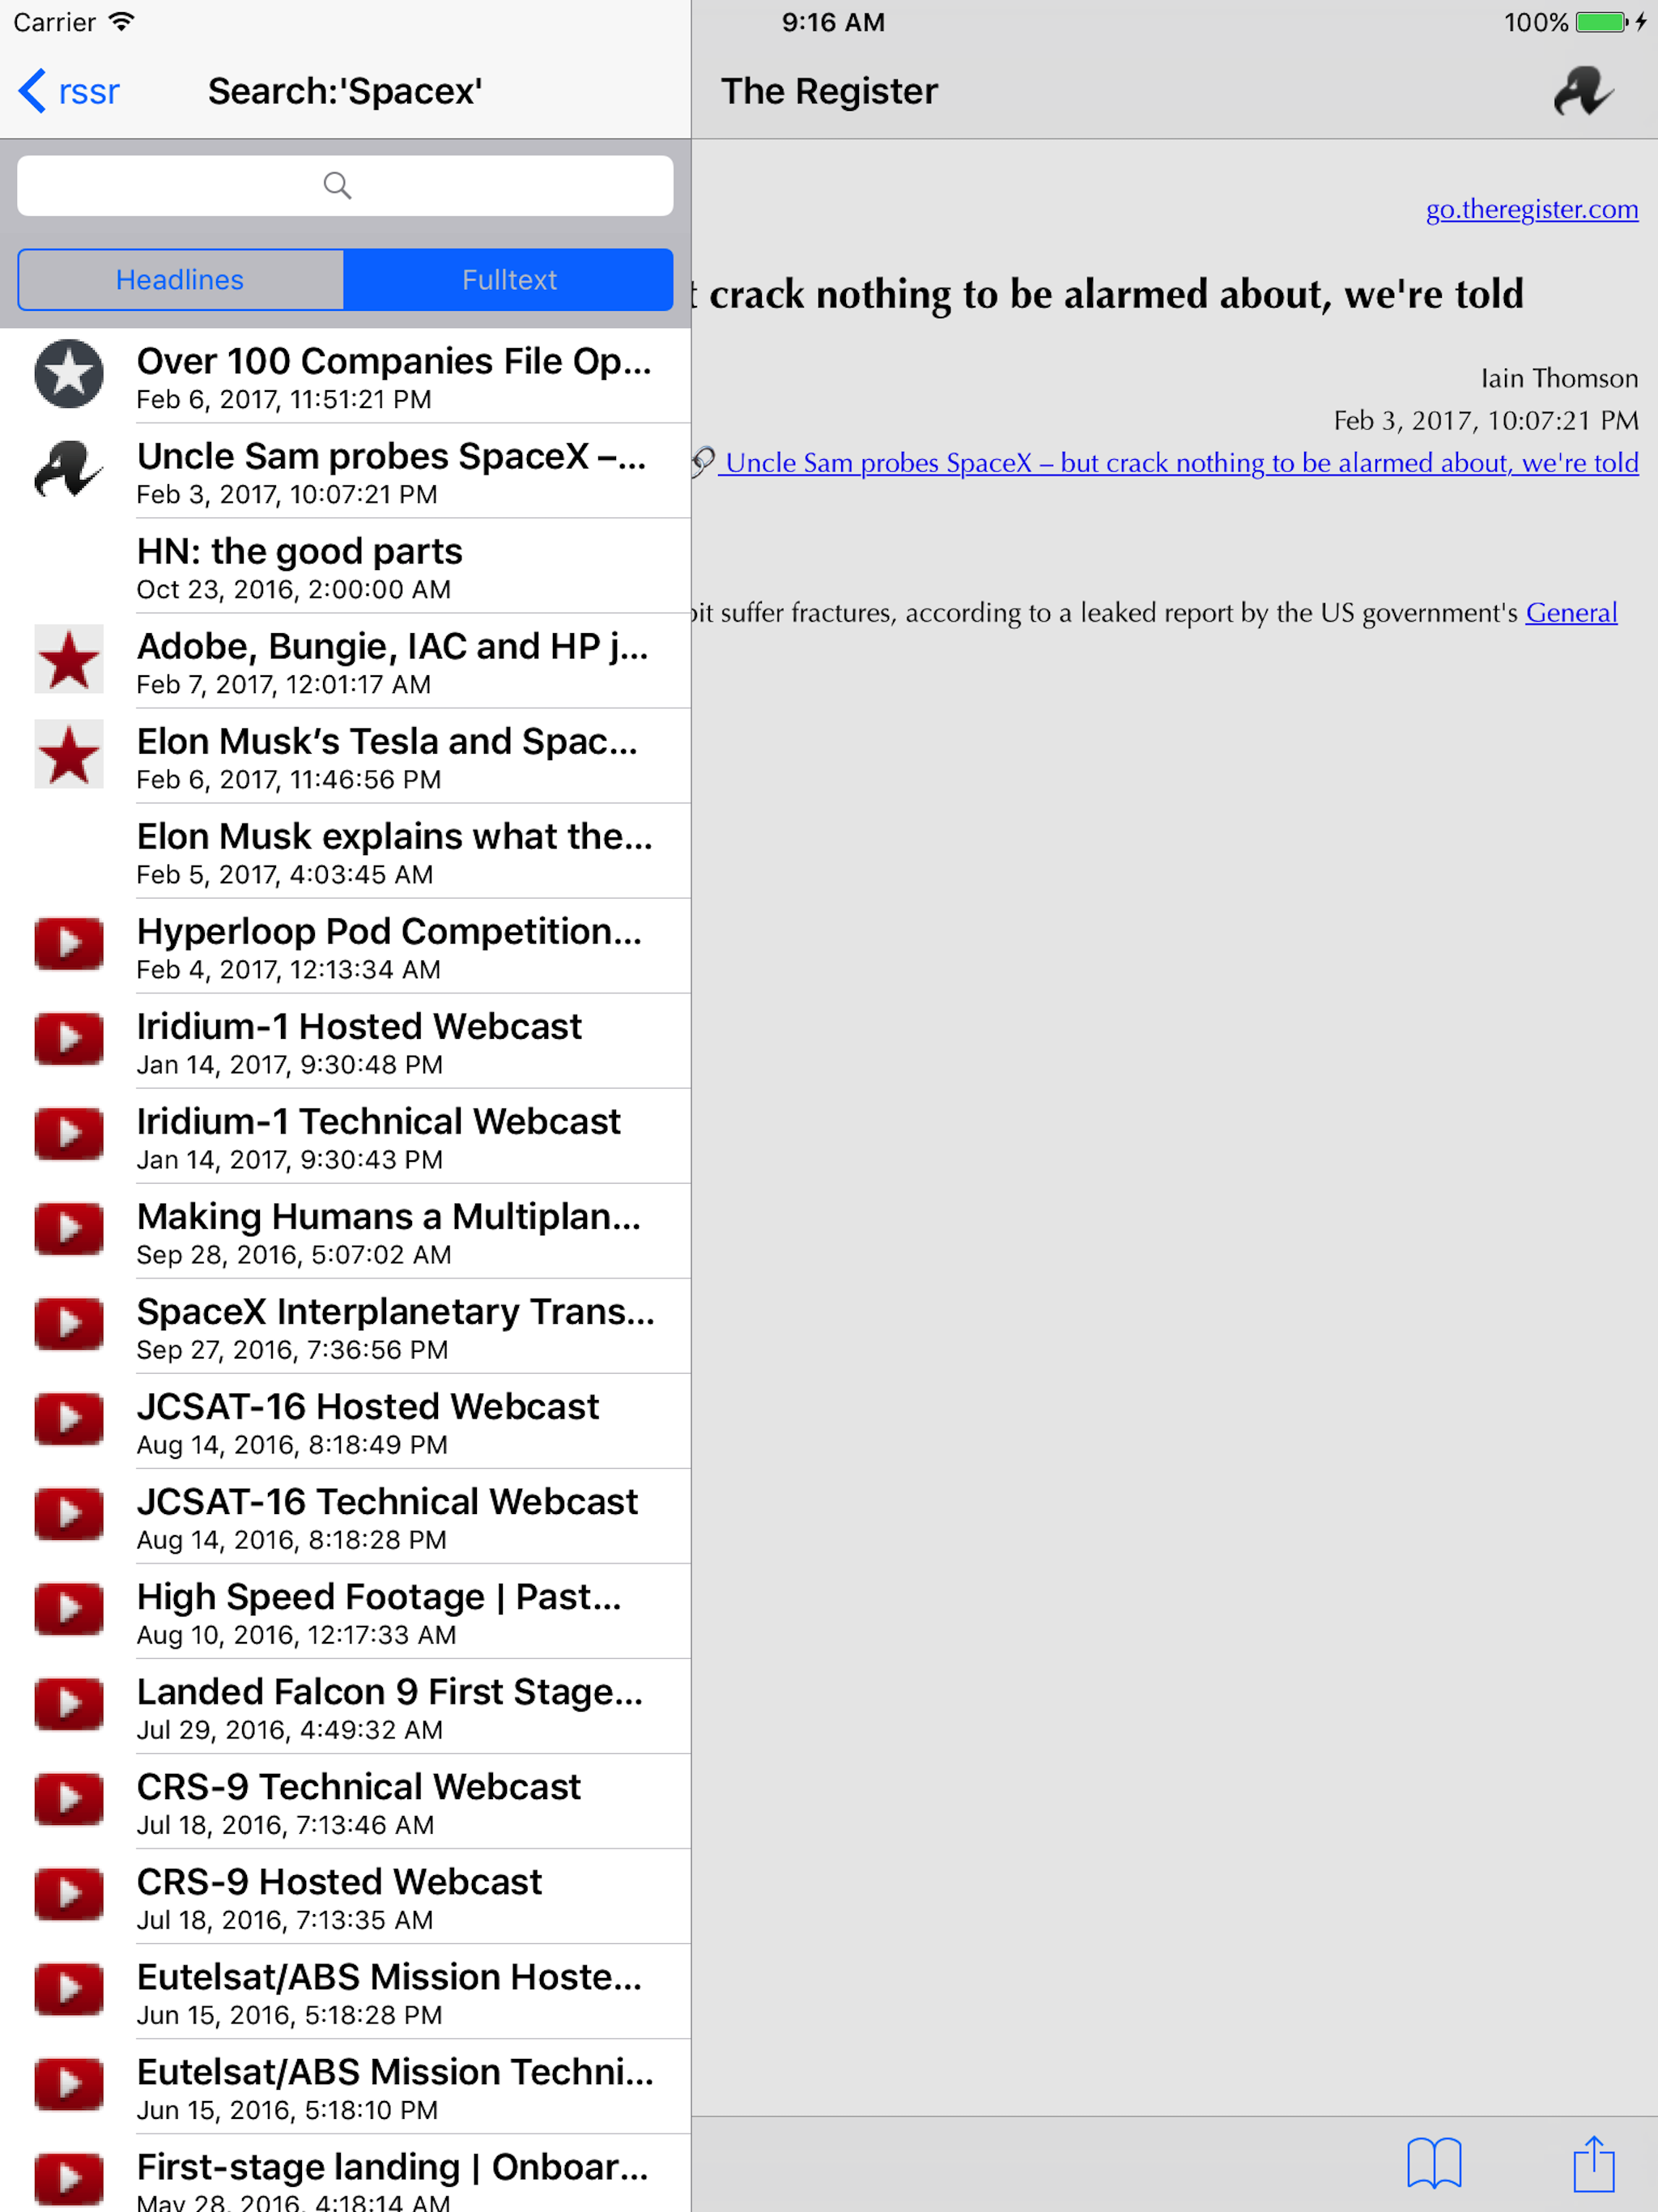 Carrier
9:16 AM
100%
rssr
Search:'Spacex'
The Register
Headlines
Fulltext
Over 100 Companies File Op...
Feb 6, 2017, 11:51:21 PM
Uncle Sam probes SpaceX –...
Feb 3, 2017, 10:07:21 PM
HN: the good parts
Oct 23, 2016, 2:00:00 AM
Adobe, Bungie, IAC and HP j...
Feb 7, 2017, 12:01:17 AM
Elon Musk’s Tesla and Spac...
Feb 6, 2017, 11:46:56 PM
Elon Musk explains what the...
Feb 5, 2017, 4:03:45 AM
Hyperloop Pod Competition...
Feb 4, 2017, 12:13:34 AM
Iridium-1 Hosted Webcast
Jan 14, 2017, 9:30:48 PM
Iridium-1 Technical Webcast
Jan 14, 2017, 9:30:43 PM
Making Humans a Multiplan...
Sep 28, 2016, 5:07:02 AM
SpaceX Interplanetary Trans...
Sep 27, 2016, 7:36:56 PM
JCSAT-16 Hosted Webcast
Aug 14, 2016, 8:18:49 PM
JCSAT-16 Technical Webcast
Aug 14, 2016, 8:18:28 PM
High Speed Footage | Past...
Aug 10, 2016, 12:17:33 AM
Landed Falcon 9 First Stage...
Jul 29, 2016, 4:49:32 AM
CRS-9 Technical Webcast
Jul 18, 2016, 7:13:46 AM
CRS-9 Hosted Webcast
Jul 18, 2016, 7:13:35 AM
Eutelsat/ABS Mission Hoste...
Jun 15, 2016, 5:18:28 PM
Eutelsat/ABS Mission Techni...
Jun 15, 2016, 5:18:10 PM
First-stage landing | Onboar...
May 28, 2016, 4:18:14 AM
go.theregister.com
crack nothing to be alarmed about, we're told
Iain Thomson
Feb 3, 2017, 10:07:21 PM
Uncle Sam probes SpaceX – but crack nothing to be alarmed about, we're told
suffer fractures, according to a leaked report by the US government's General